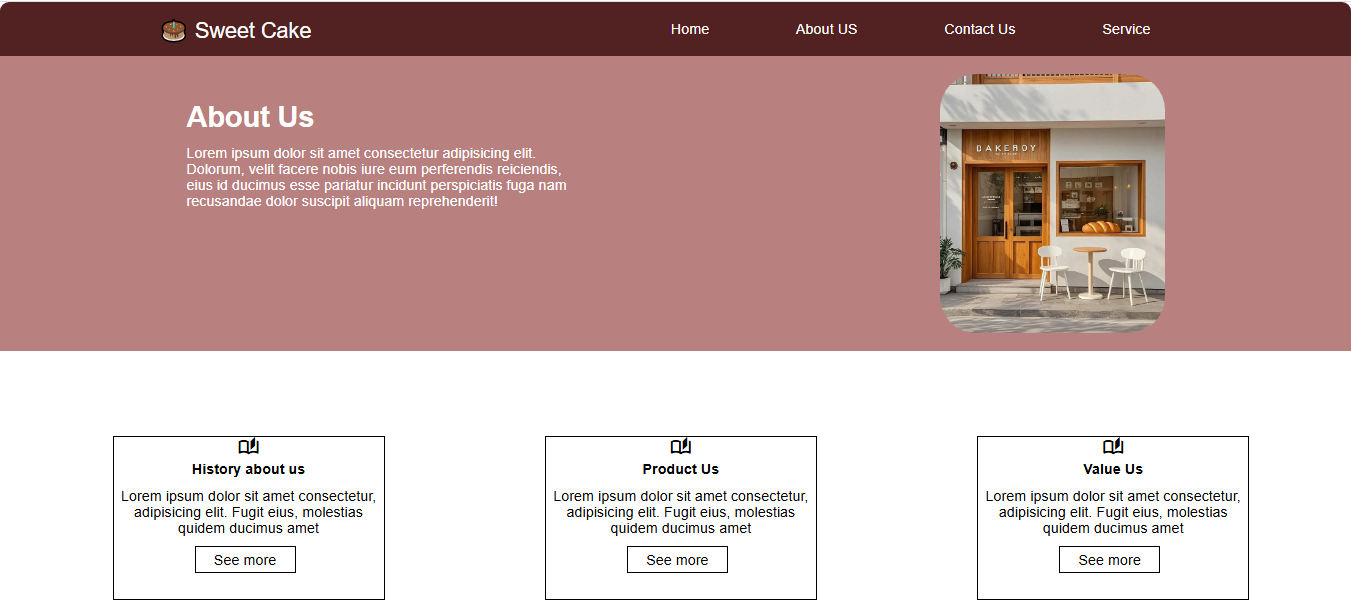 Sweet Cake
Home
About US
Contact Us
Service
About Us
Lorem ipsum dolor sit amet consectetur adipisicing elit.
Dolorum, velit facere nobis iure eum perferendis reiciendis,
eius id ducimus esse pariatur incidunt perspiciatis fuga nam
recusandae dolor suscipit aliquam reprehenderit!
BAKEROY
History about us
Lorem ipsum dolor sit amet consectetur,
adipisicing elit. Fugit eius, molestias
quidem ducimus amet
See more
Product Us
Lorem ipsum dolor sit amet consectetur,
adipisicing elit. Fugit eius, molestias
quidem ducimus amet
See more
Value Us
Lorem ipsum dolor sit amet consectetur,
adipisicing elit. Fugit eius, molestias
quidem ducimus amet
See more